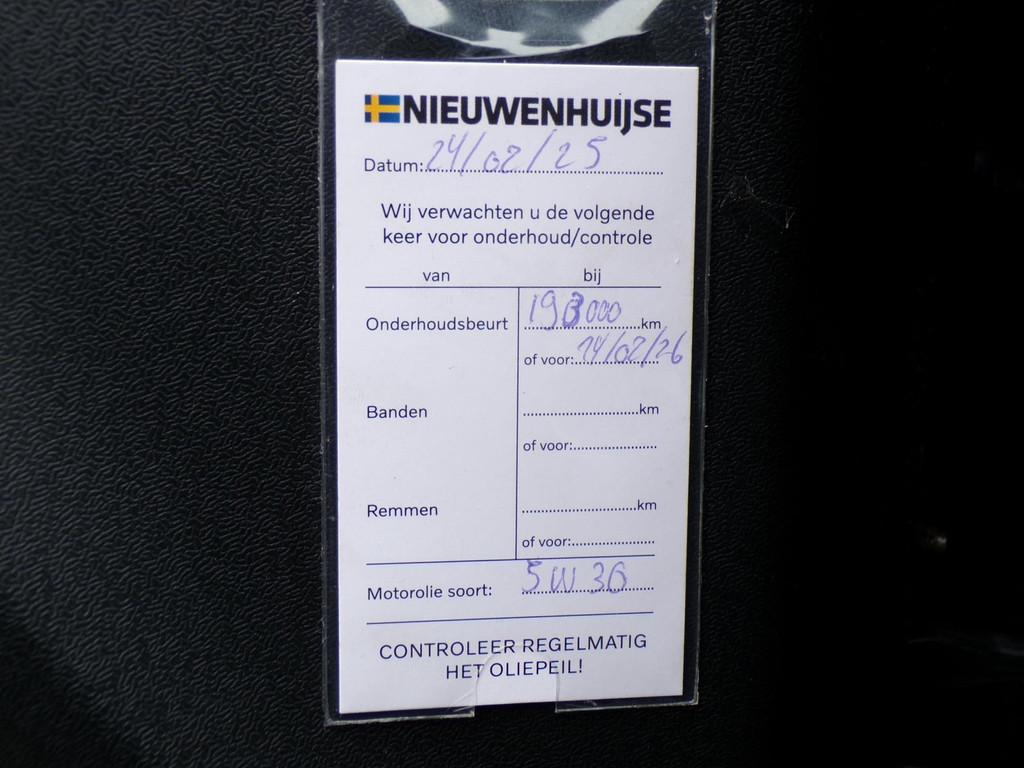 NIEUWENHUIJSE
Datum: 24/02/25
Wij verwachten u de volgende
keer voor onderhoud/controle
van bij
Onderhoudsbeurt 193000 km
of voor: 24/02/26
Banden km
of voor:
Remmen km
of voor:
Motorolie soort: 5W30
CONTROLEER REGELMATIG
HET OLIEPEIL!